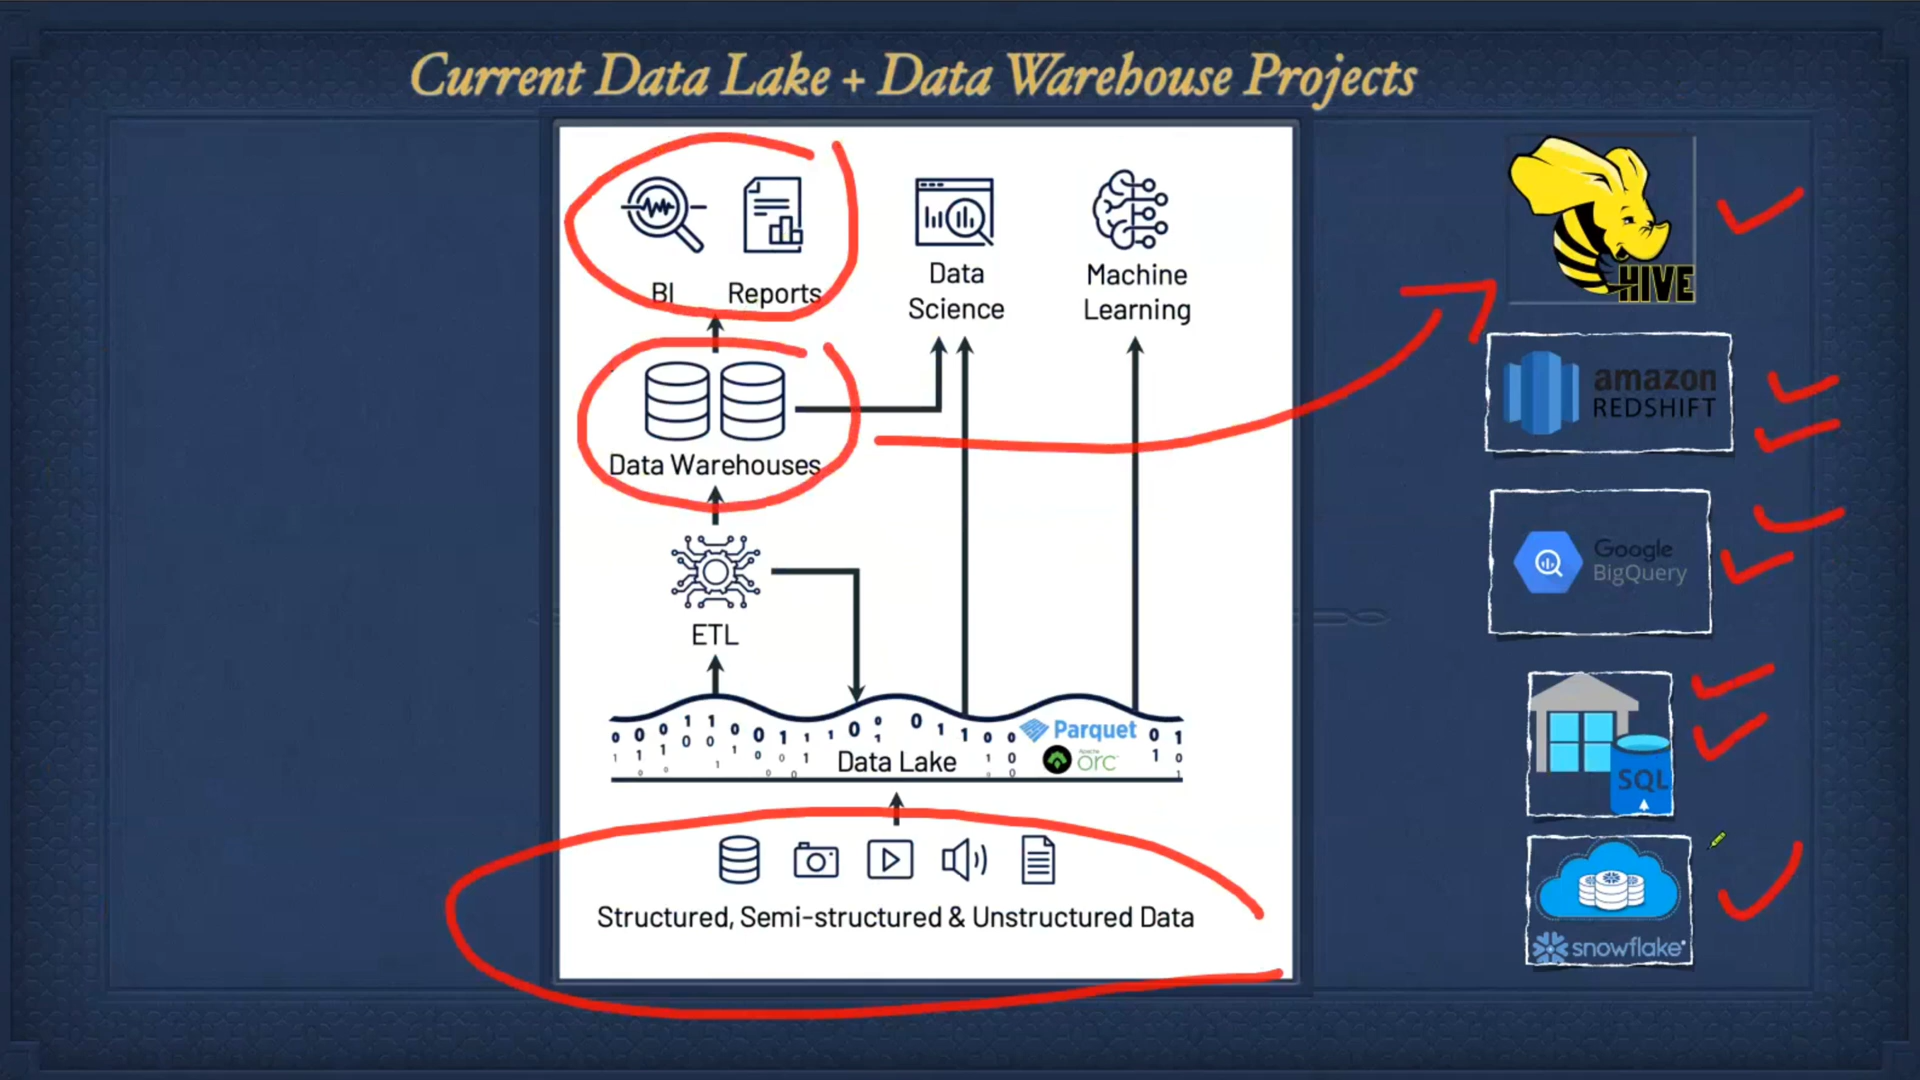 Current Data Lake + Data Warehouse Projects
BI
Reports
Data
Science
Machine
Learning
Data Warehouses
ETL
Data Lake
Parquet
APACHE
orc
Structured, Semi-structured & Unstructured Data
HIVE
amazon
REDSHIFT
Google
BigQuery
SQL
snowflake